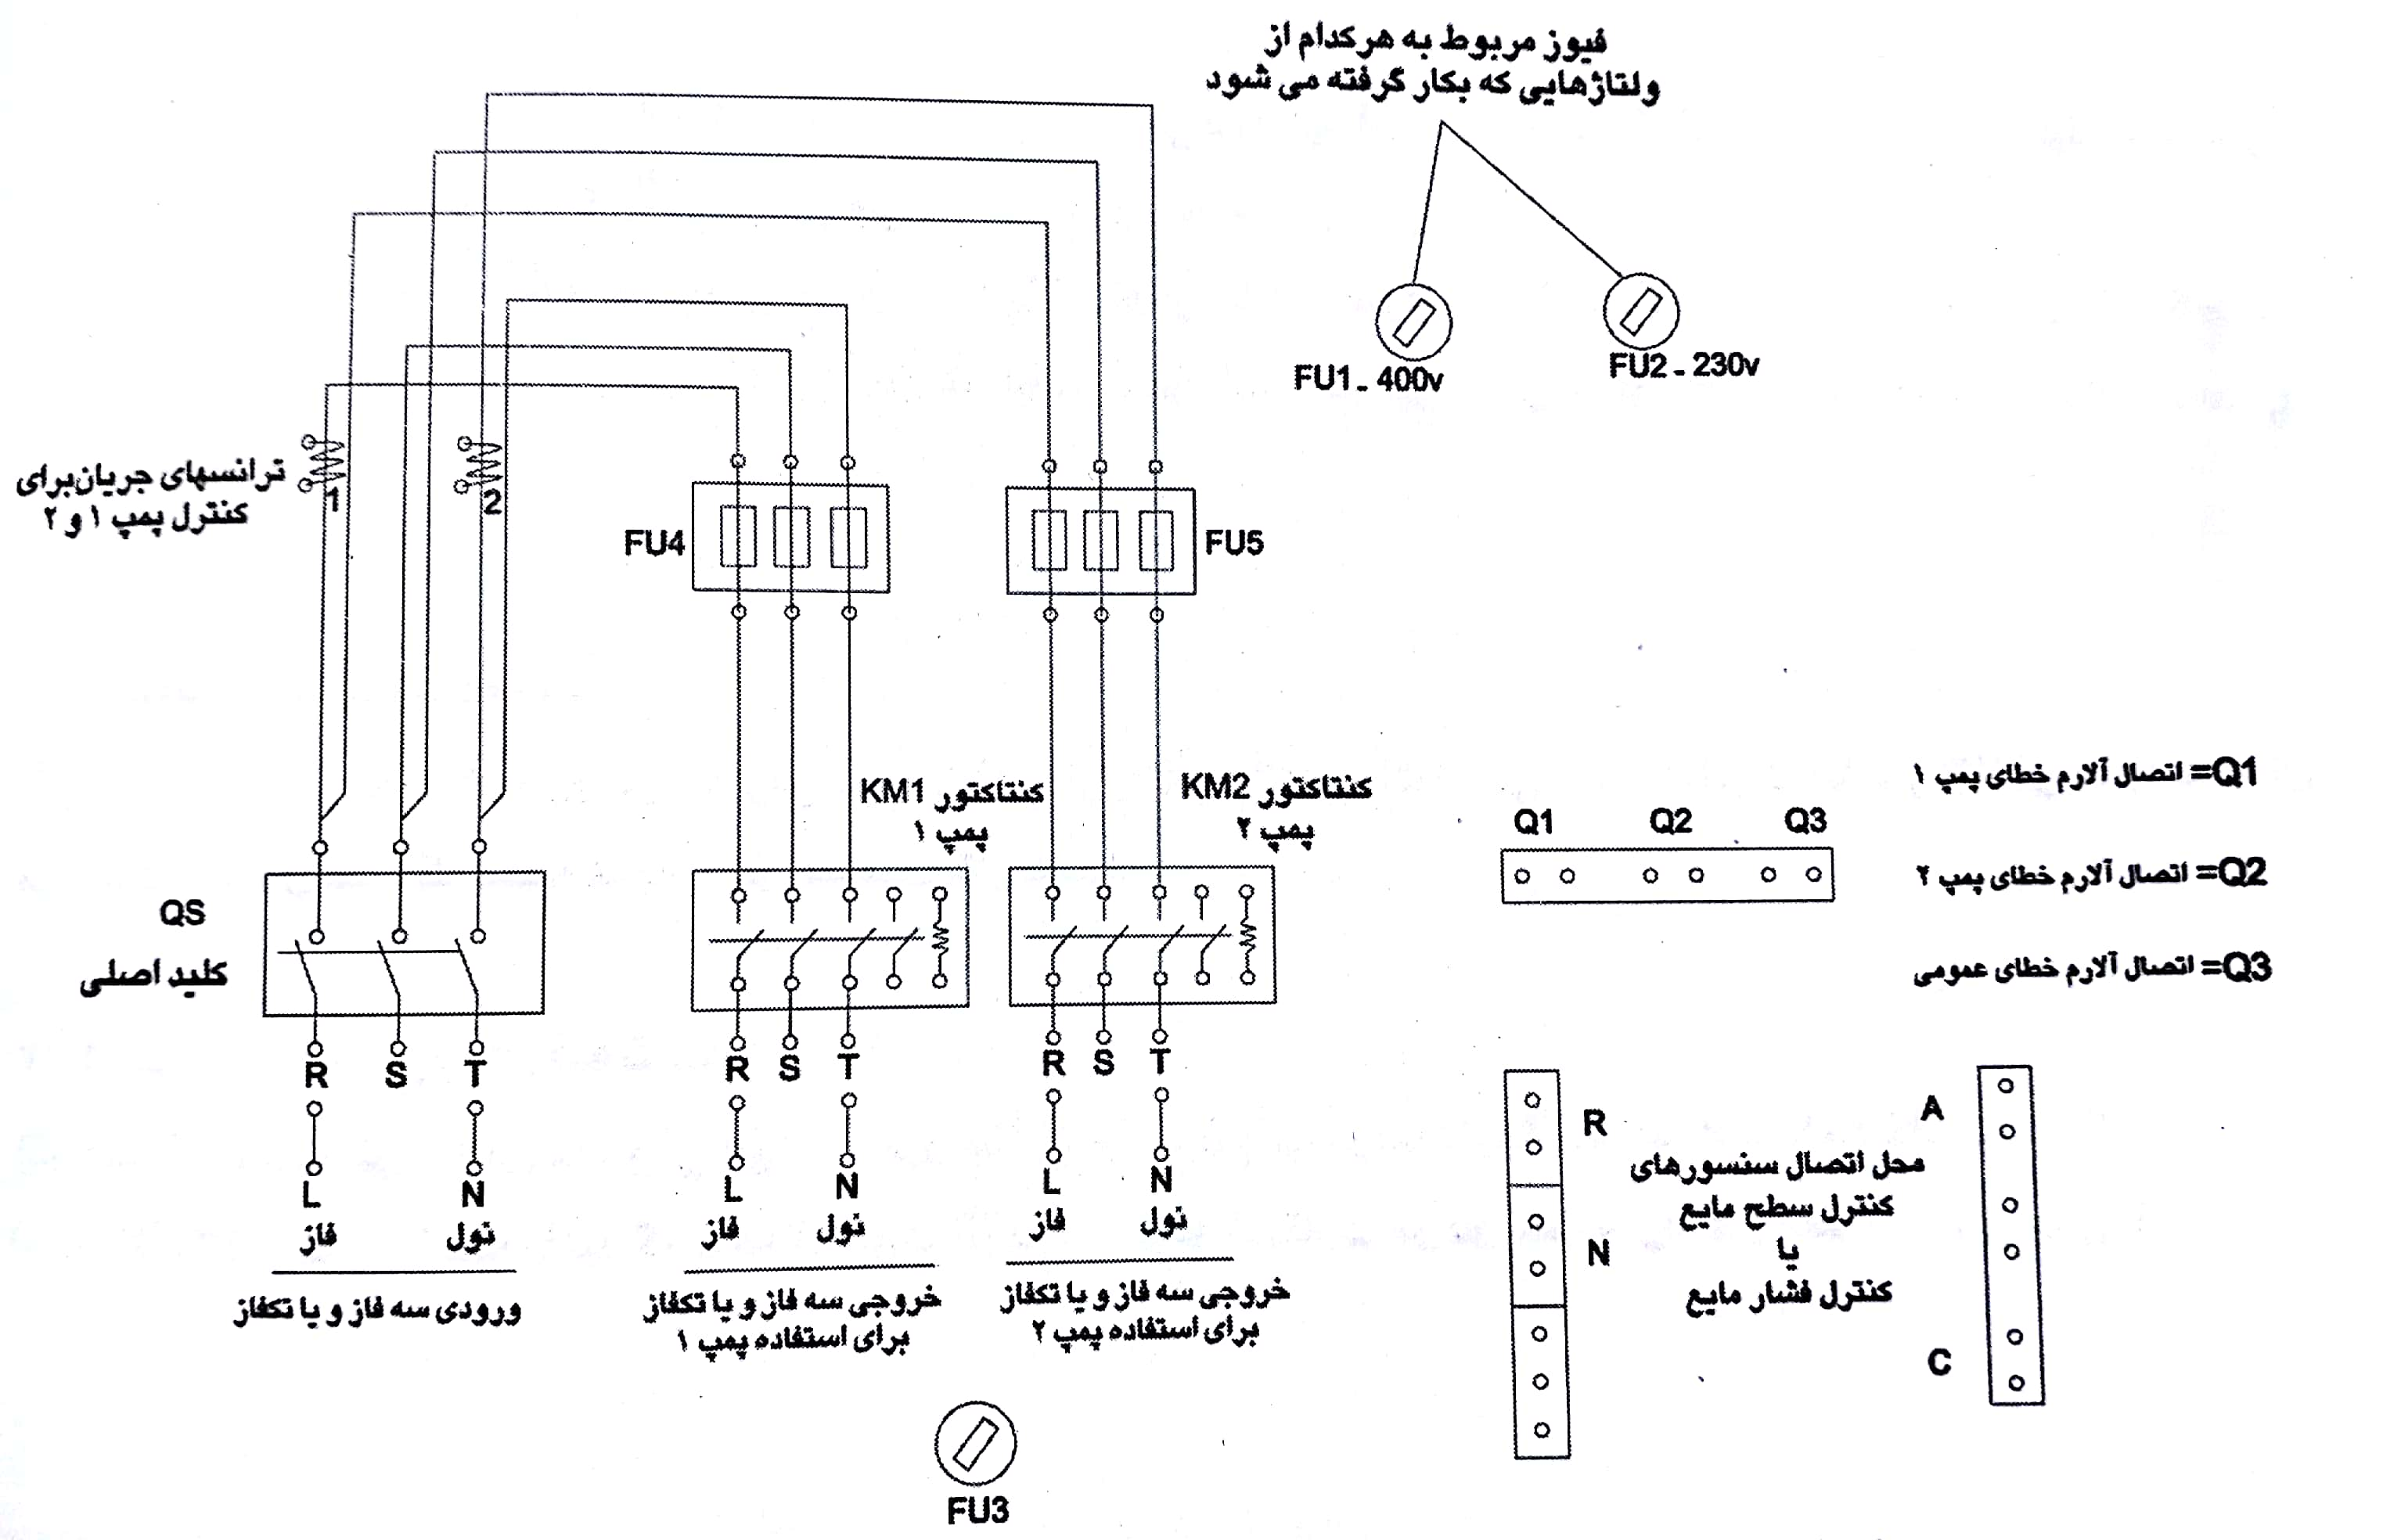 فیوز مربوط به هرکدام از
ولتاژهایی که بکار گرفته می شود
FU1 - 400v
FU2 - 230v
ترانسهای جریان‌برای
کنترل پمپ ۱ و ۲
1
2
FU4
FU5
KM1 کنتاکتور
پمپ ۱
KM2 کنتاکتور
پمپ ۲
QS
کلید اصلی
R S T
L N
فاز نول
ورودی سه فاز و یا تکفاز
R S T
L N
فاز نول
خروجی سه فاز و یا تکفاز
برای استفاده پمپ ۱
R S T
L N
فاز نول
خروجی سه فاز و یا تکفاز
برای استفاده پمپ ۲
FU3
Q1 Q2 Q3
Q1= اتصال آلارم خطای پمپ ۱
Q2= اتصال آلارم خطای پمپ ۲
Q3= اتصال آلارم خطای عمومی
R
N
محل اتصال سنسورهای
کنترل سطح مایع
یا
کنترل فشار مایع
A
C